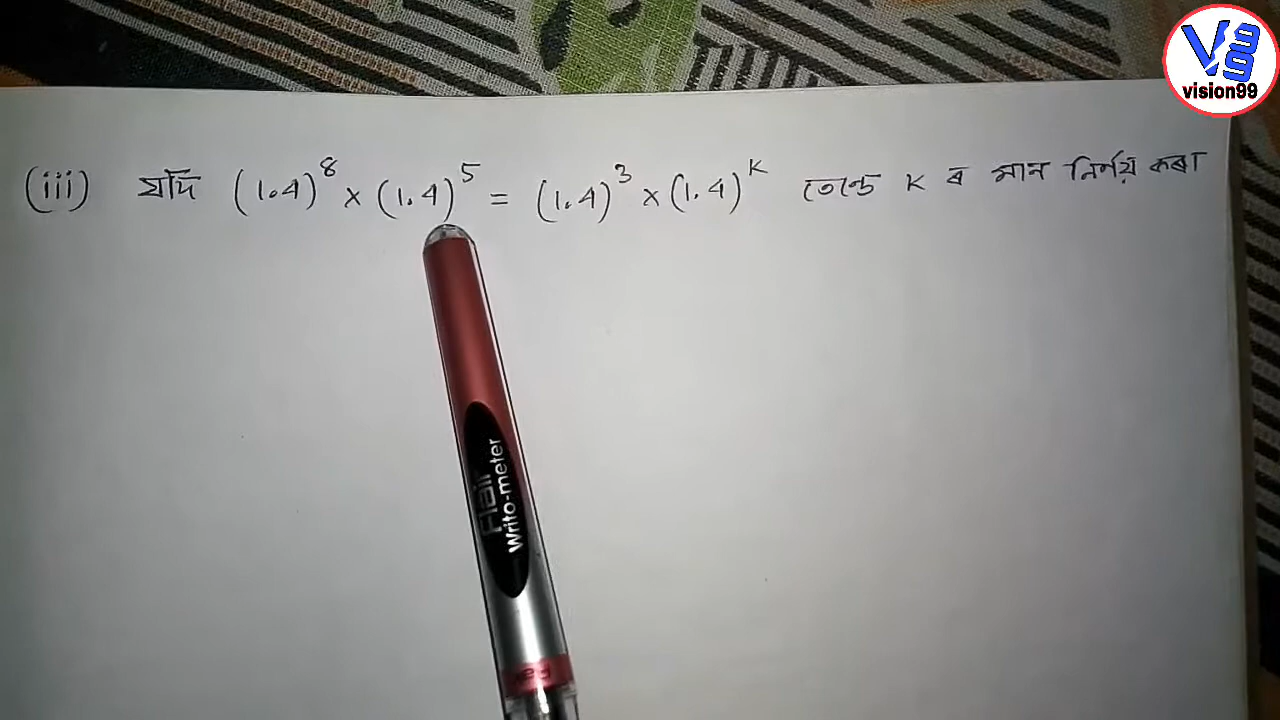 V99
vision99
(iii) যদি (1.4)⁸ × (1.4)⁵ = (1.4)³ × (1.4)ᴷ তেন্তে K ৰ মান নিৰ্ণয় কৰা
Flair
Writo-meter